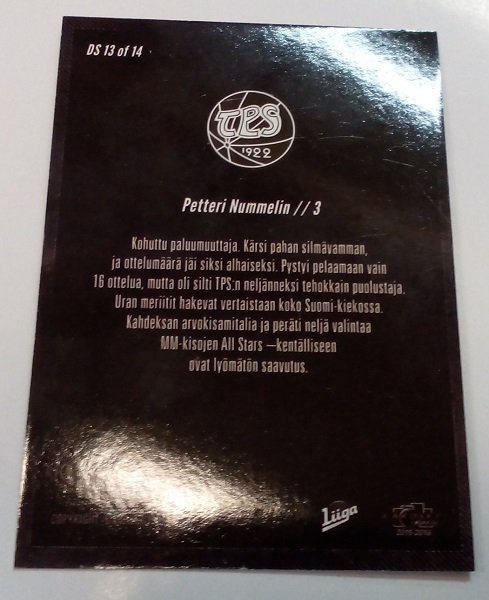 DS 13 of 14
TPS
1922
Petteri Nummelin // 3
Kohuttu paluumuuttaja. Kärsi pahan silmävamman,
ja ottelumäärä jäi siksi alhaiseksi. Pystyi pelaamaan vain
16 ottelua, mutta oli silti TPS:n neljänneksi tehokkain puolustaja.
Uran meriitit hakevat vertaistaan koko Suomi-kiekossa.
Kahdeksan arvokisamitalia ja peräti neljä valintaa
MM-kisojen All Stars –kentälliseen
ovat lyömätön saavutus.
Liiga